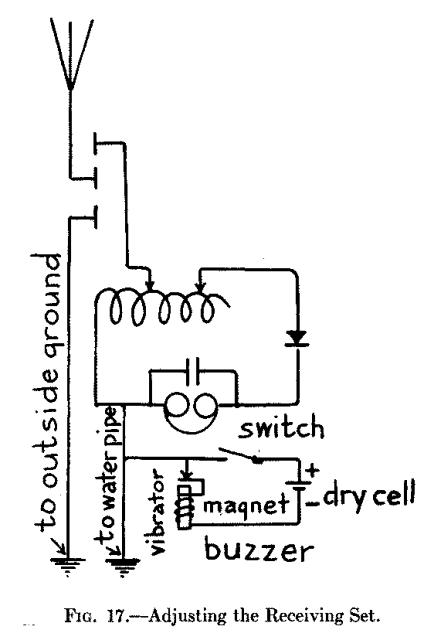 to outside ground
to water pipe
switch
vibrator
magnet
+
-
dry cell
buzzer
FIG. 17.—Adjusting the Receiving Set.